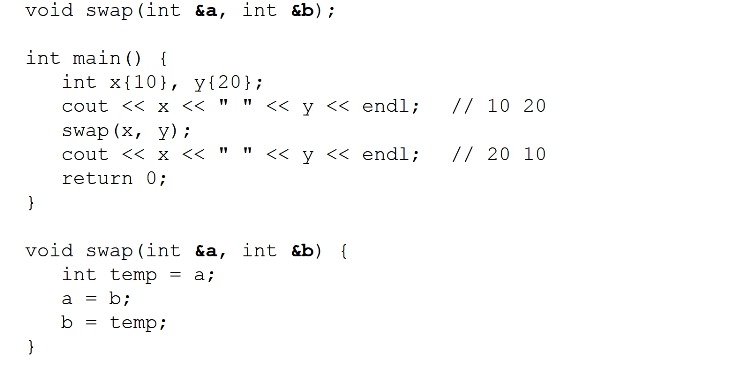 void swap(int &a, int &b);
int main() {
int x{10}, y{20};
cout << x << " " << y << endl; // 10 20
swap(x, y);
cout << x << " " << y << endl; // 20 10
return 0;
}
void swap(int &a, int &b) {
int temp = a;
a = b;
b = temp;
}